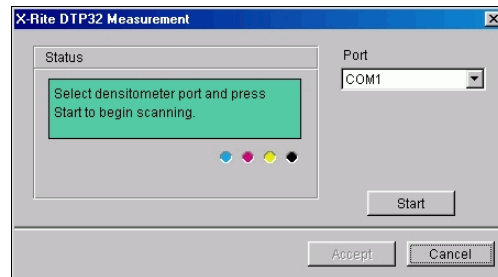 X-Rite DTP32 Measurement
Status
Select densitometer port and press
Start to begin scanning.
Port
COM1
Start
Accept
Cancel